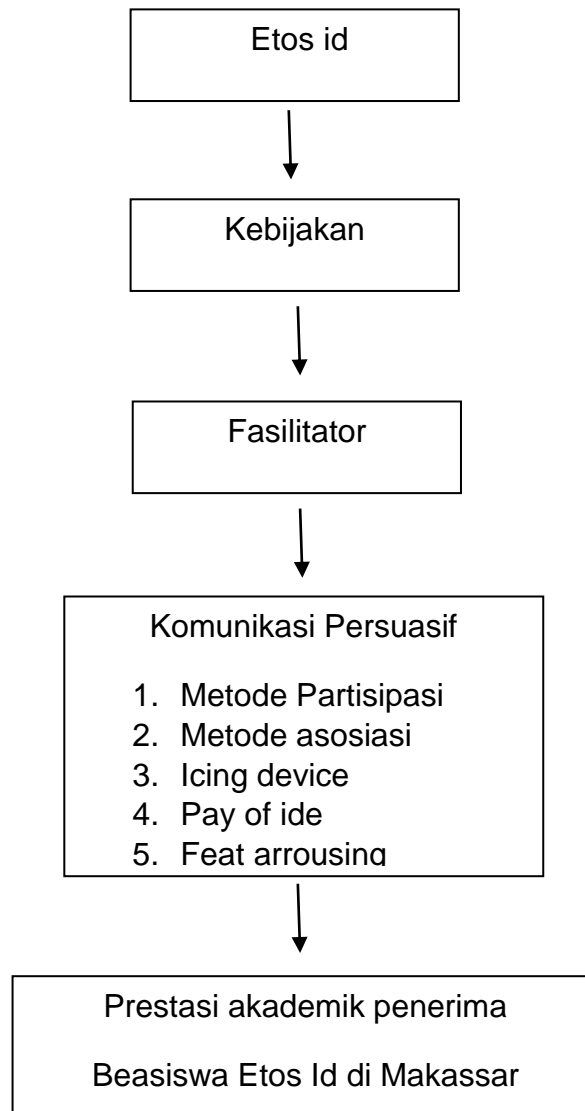 Etos id
Kebijakan
Fasilitator
Komunikasi Persuasif
1. Metode Partisipasi
2. Metode asosiasi
3. Icing device
4. Pay of ide
5. Feat arrousing
Prestasi akademik penerima
Beasiswa Etos Id di Makassar